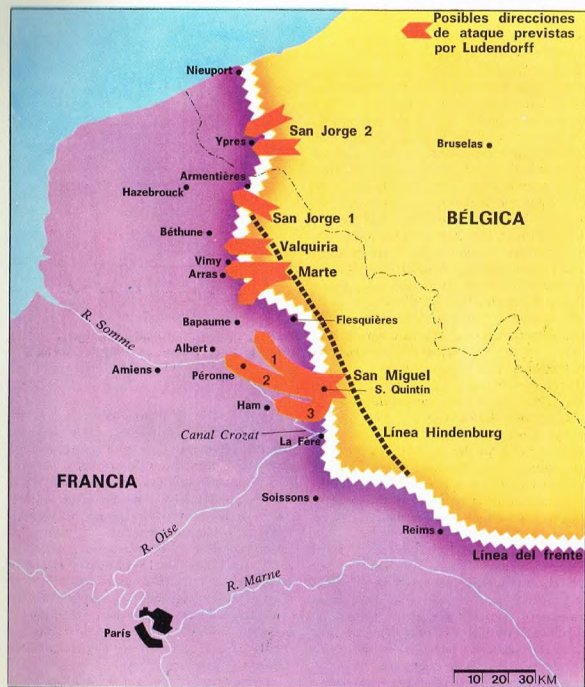 Posibles direcciones
de ataque previstas
por Ludendorff
Nieuport
San Jorge 2
Ypres
Bruselas
Armentières
Hazebrouck
San Jorge 1
BÉLGICA
Béthune
Valquiria
Vimy
Marte
Arras
R. Somme
Bapaume
Flesquières
Albert
1
Amiens
Péronne
2
San Miguel
S. Quintín
Ham
3
Línea Hindenburg
Canal Crozat
La Fère
FRANCIA
Soissons
R. Oise
Reims
Línea del frente
R. Marne
París
10 20 30 KM